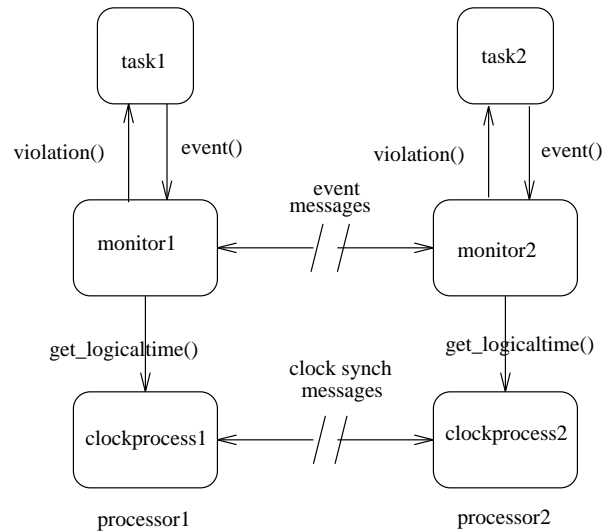 task1
task2
violation()
event()
violation()
event()
event
messages
monitor1
monitor2
get_logicaltime()
get_logicaltime()
clock synch
messages
clockprocess1
clockprocess2
processor1
processor2